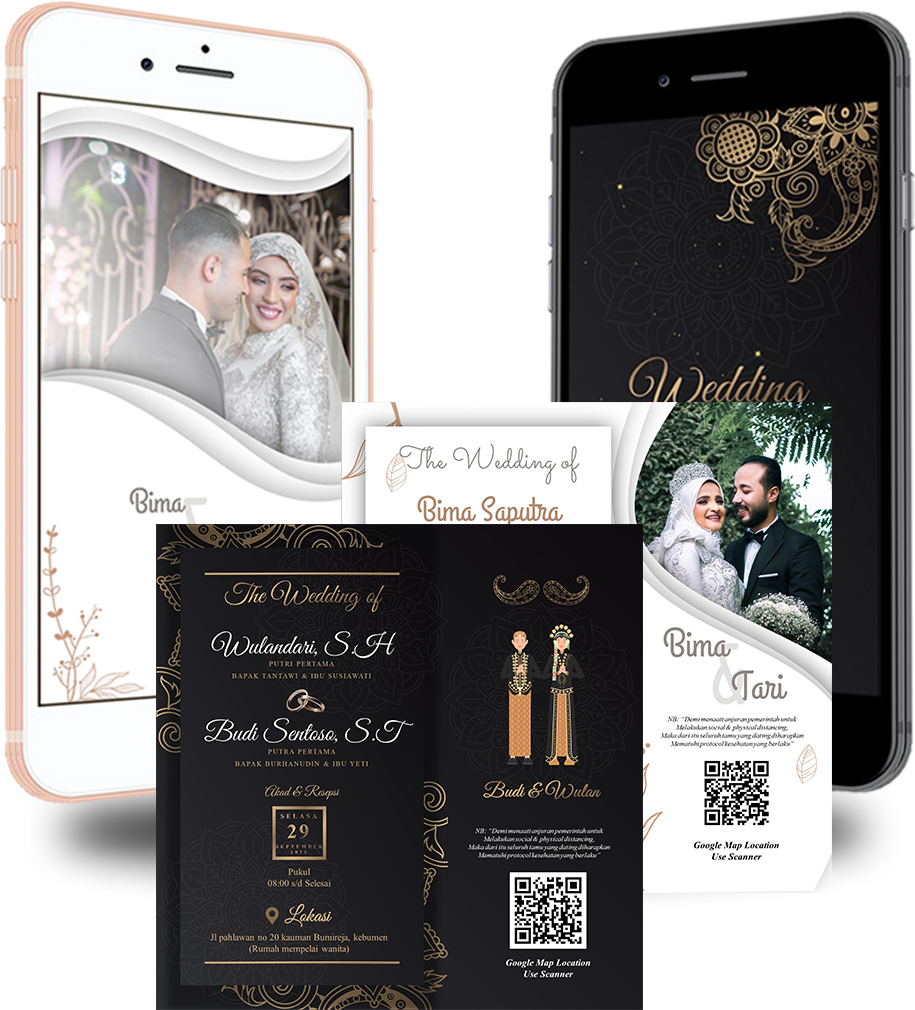 Bima
&
Wedding
The Wedding of
Bima Saputra
Bima
&
Tari
NB: "Demi menaati anjuran pemerintah untuk
Melakukan social & physical distancing,
Maka dari itu seluruh tamu yang dating diharapkan
Mematuhi protocol kesehatan yang berlaku"
Google Map Location
Use Scanner
The Wedding of
Wulandari, S.H
PUTRI PERTAMA
BAPAK TANTAWI & IBU SUSIAWATI
Budi Sentoso, S.T
PUTRA PERTAMA
BAPAK BURHANUDIN & IBU YETI
Akad & Resepsi
SELASA
29
SEPTEMBER
Pukul
08:00 s/d Selesai
Lokasi
Jl pahlawan no 20 kauman Bumireja, kebumen
(Rumah mempelai wanita)
Budi & Wulan
NB: "Demi menaati anjuran pemerintah untuk
Melakukan social & physical distancing,
Maka dari itu seluruh tamu yang dating diharapkan
Mematuhi protocol kesehatan yang berlaku"
Google Map Location
Use Scanner